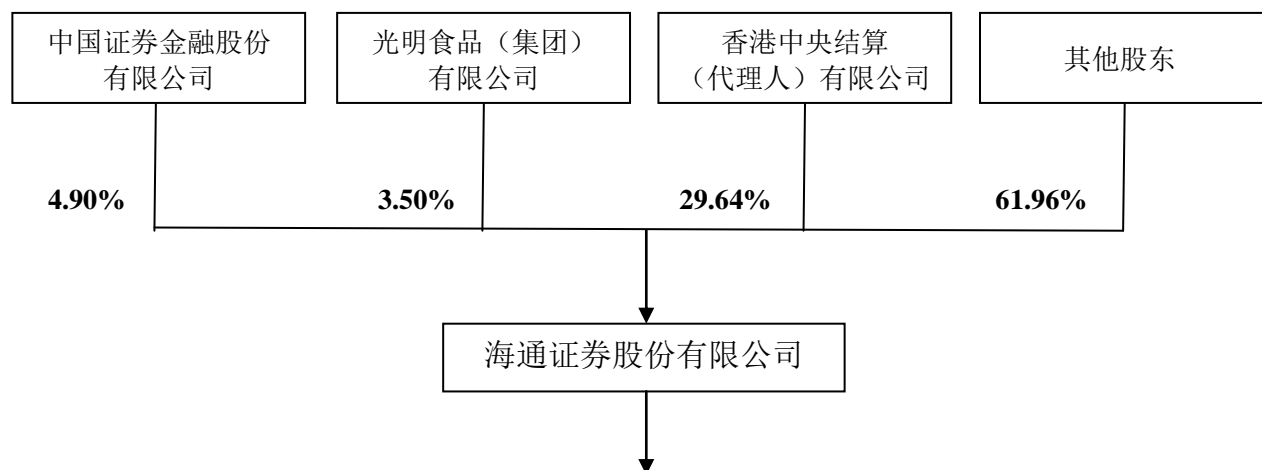 中国证券金融股份
有限公司
光明食品（集团）
有限公司
香港中央结算
（代理人）有限公司
其他股东
4.90%
3.50%
29.64%
61.96%
海通证券股份有限公司